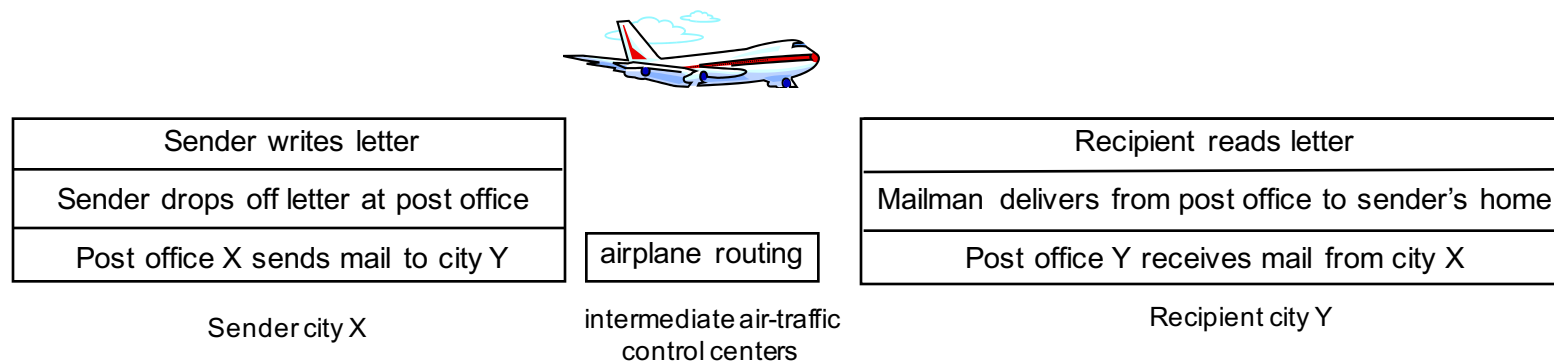 Sender writes letter
Sender drops off letter at post office
Post office X sends mail to city Y
Sender city X
airplane routing
intermediate air-traffic
control centers
Recipient reads letter
Mailman delivers from post office to sender's home
Post office Y receives mail from city X
Recipient city Y